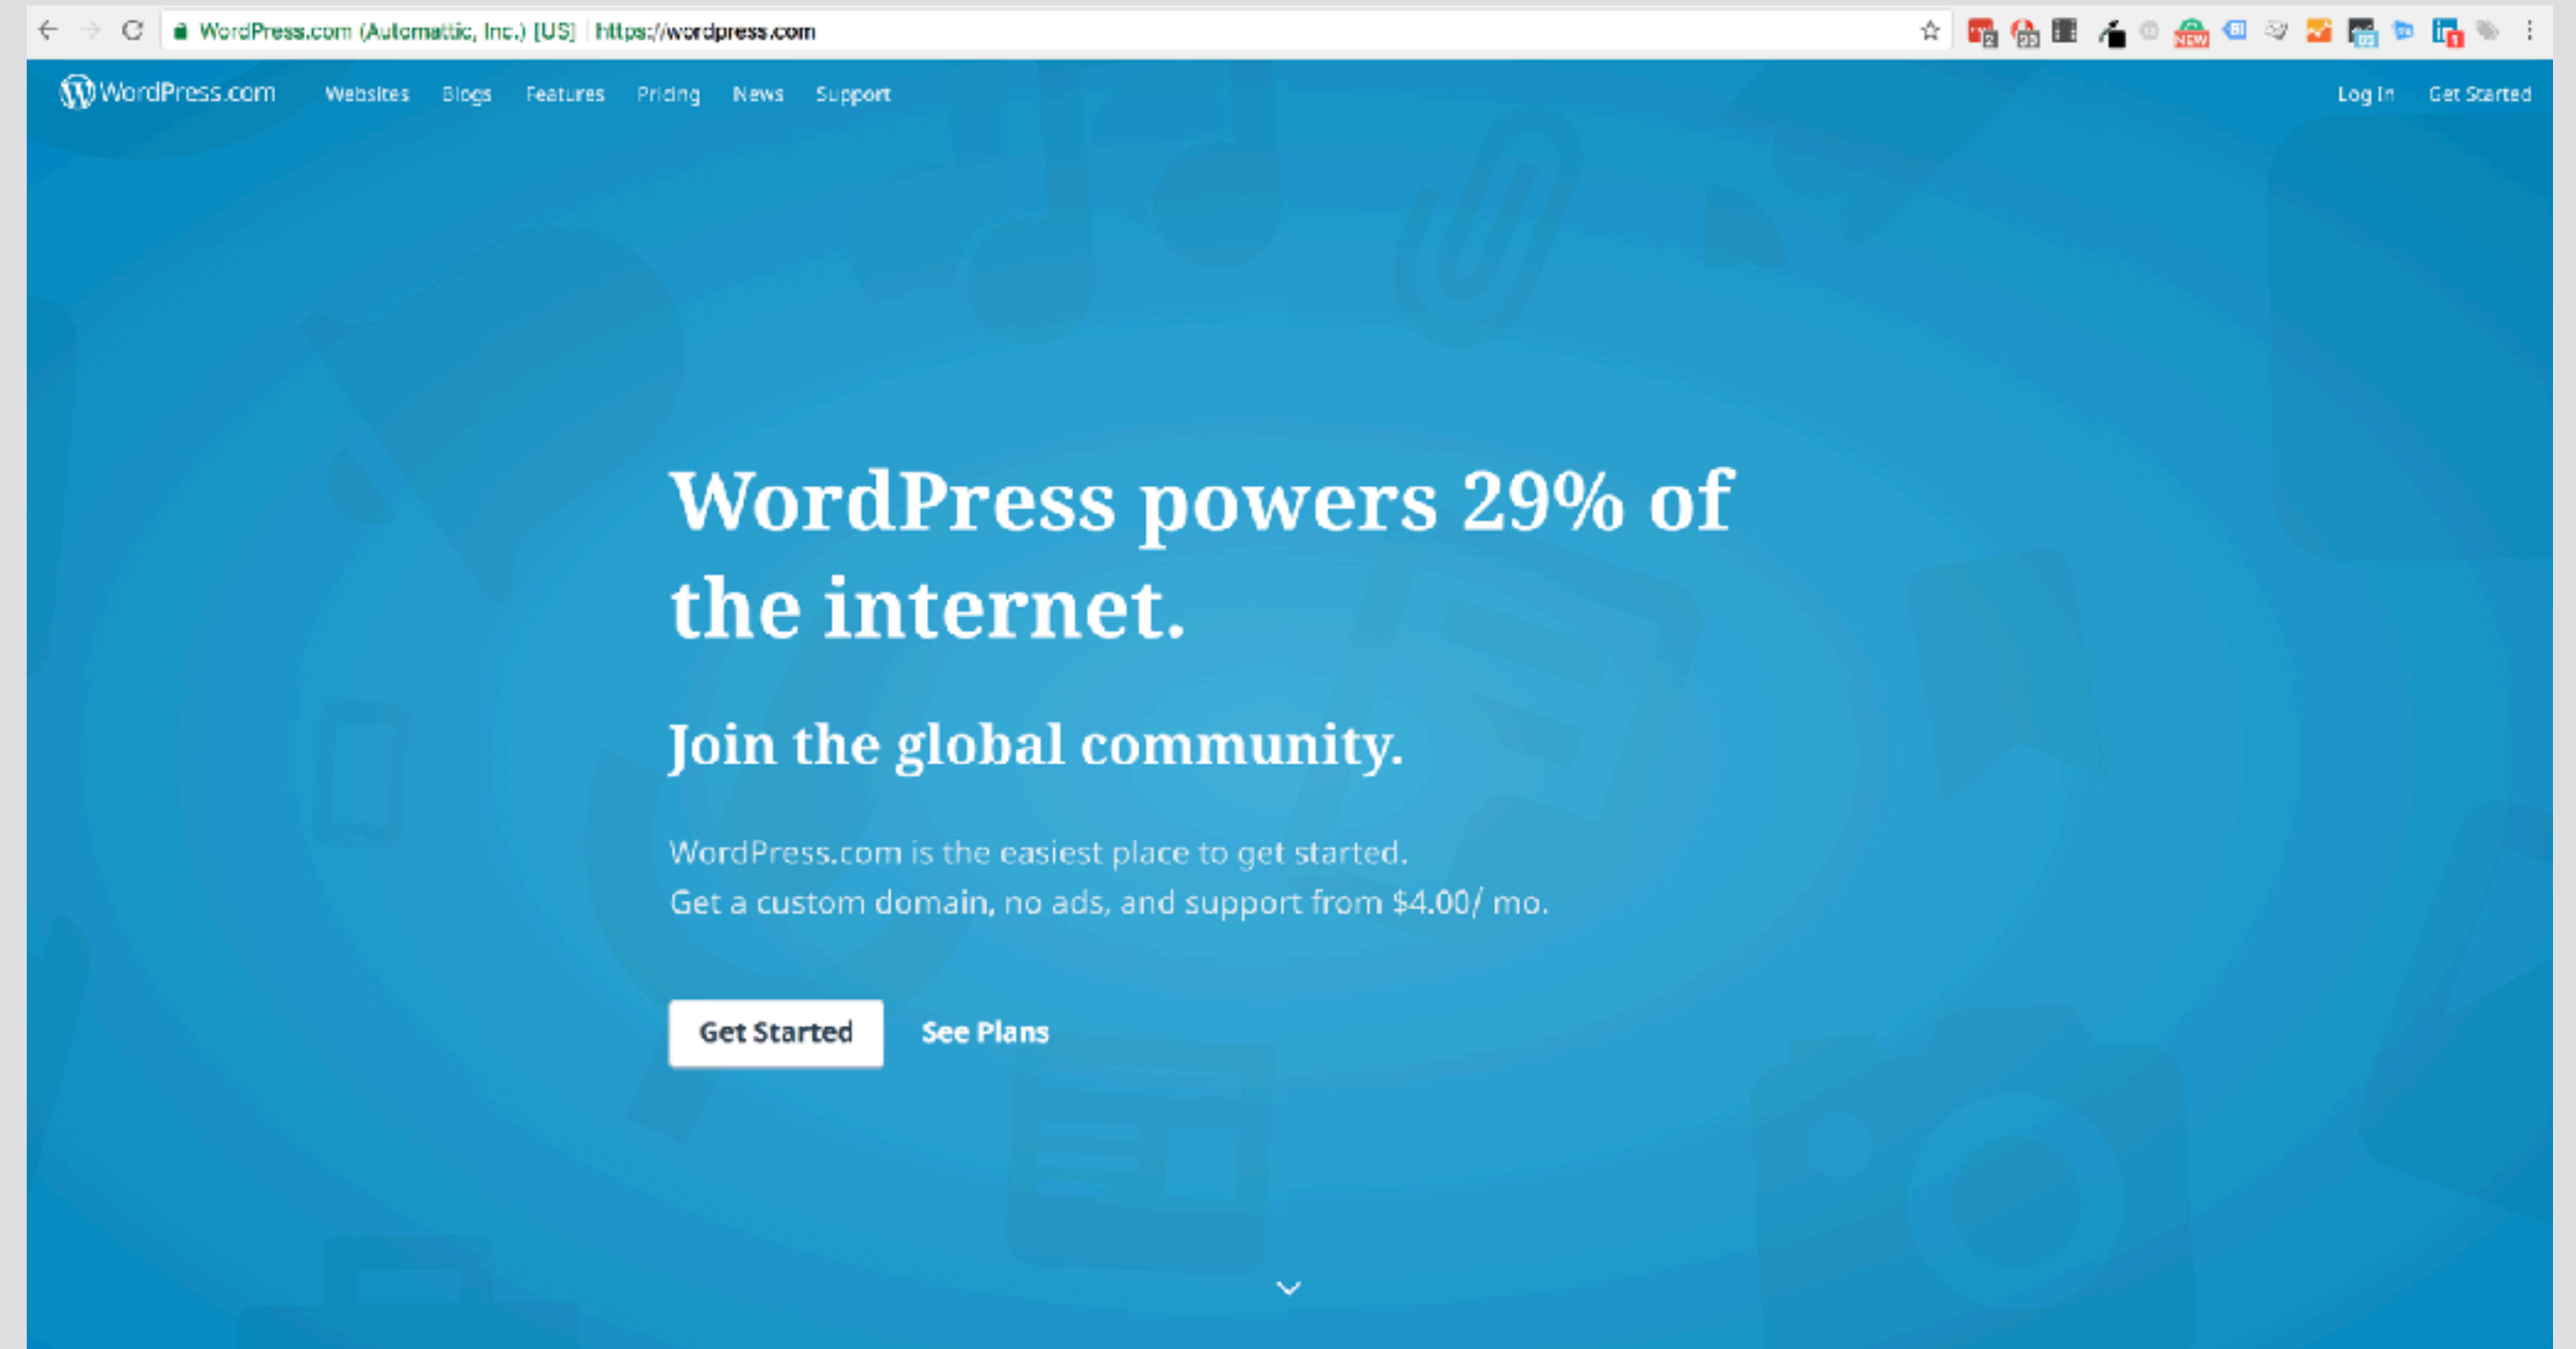 WordPress.com (Automattic, Inc.) [US] https://wordpress.com
NEW
1
WordPress.com Websites Blogs Features Pricing News Support Log In Get Started
WordPress powers 29% of
the internet.
Join the global community.
WordPress.com is the easiest place to get started.
Get a custom domain, no ads, and support from $4.00/ mo.
Get Started See Plans